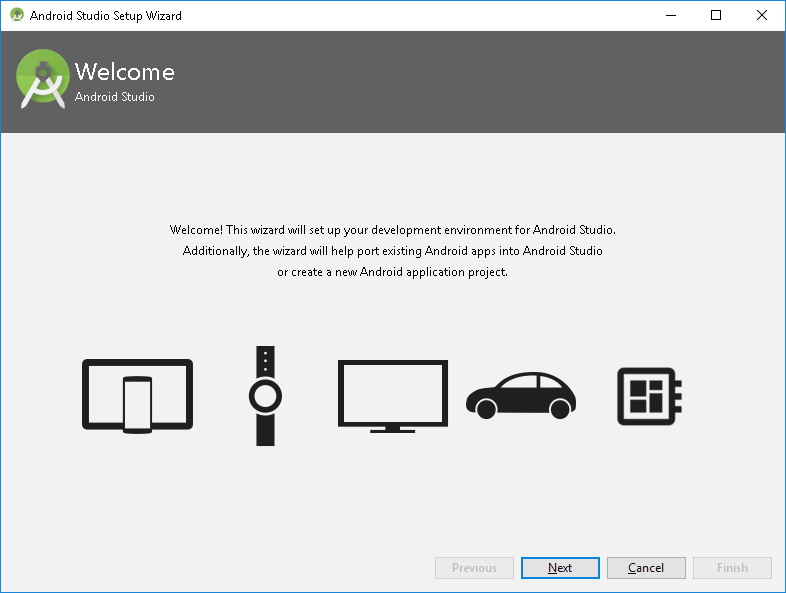 Android Studio Setup Wizard
Welcome
Android Studio
Welcome! This wizard will set up your development environment for Android Studio.
Additionally, the wizard will help port existing Android apps into Android Studio
or create a new Android application project.
Previous
Next
Cancel
Finish